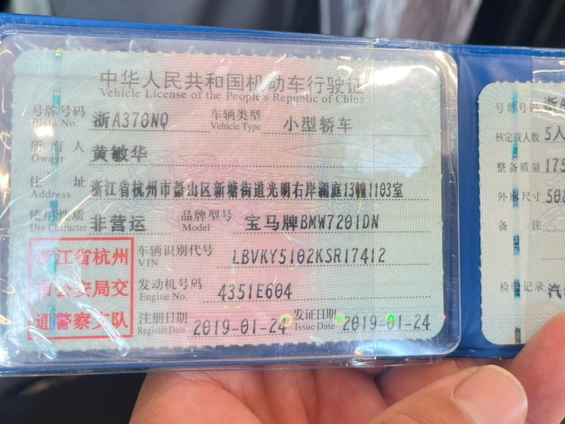 中华人民共和国机动车行驶证
Vehicle License of the People's Republic of China
号牌号码 浙A370NQ 车辆类型 小型轿车
Plate No. Vehicle Type
所有人 黄敏华
Owner
住址 浙江省杭州市萧山区新塘街道光明右岸澜庭13幢1103室
Address
使用性质 非营运 品牌型号 宝马牌BMW7201DN
Use Character Model
浙江省杭州
市公安局交
通警察支队
车辆识别代号 LBVKY5102KSR17412
VIN
发动机号码 4351E604
Engine No.
注册日期 2019-01-24 发证日期 2019-01-24
Register Date Issue Date
号牌号码
核定载人数 5人
整备质量 175
外廓尺寸 508
备注
检验记录